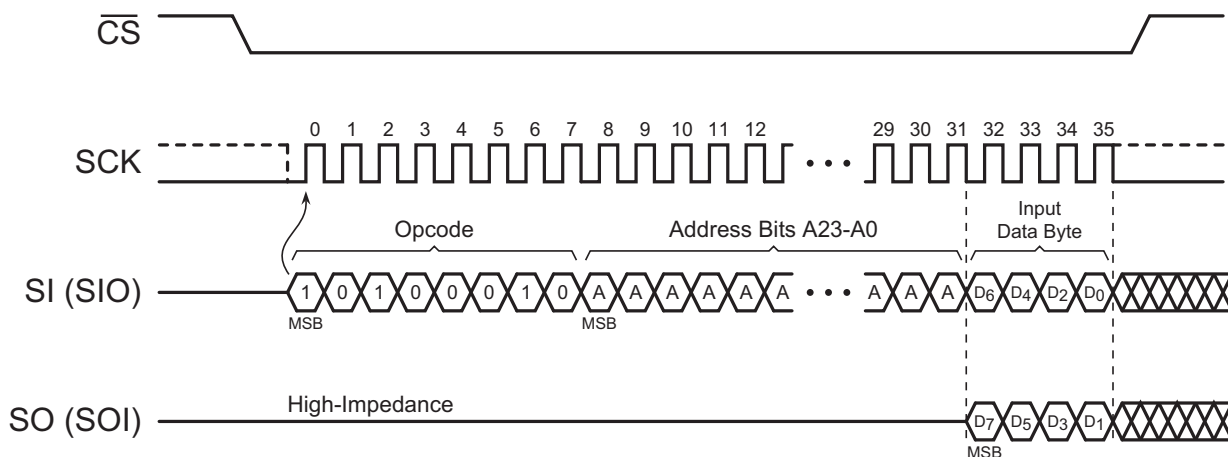 CS
0 1 2 3 4 5 6 7 8 9 10 11 12 29 30 31 32 33 34 35
SCK
Opcode Address Bits A23-A0 Input
Data Byte
SI (SIO) 1 0 1 0 0 0 1 0 A A A A A A A A A D6 D4 D2 D0
MSB MSB
High-Impedance
SO (SOI) D7 D5 D3 D1
MSB